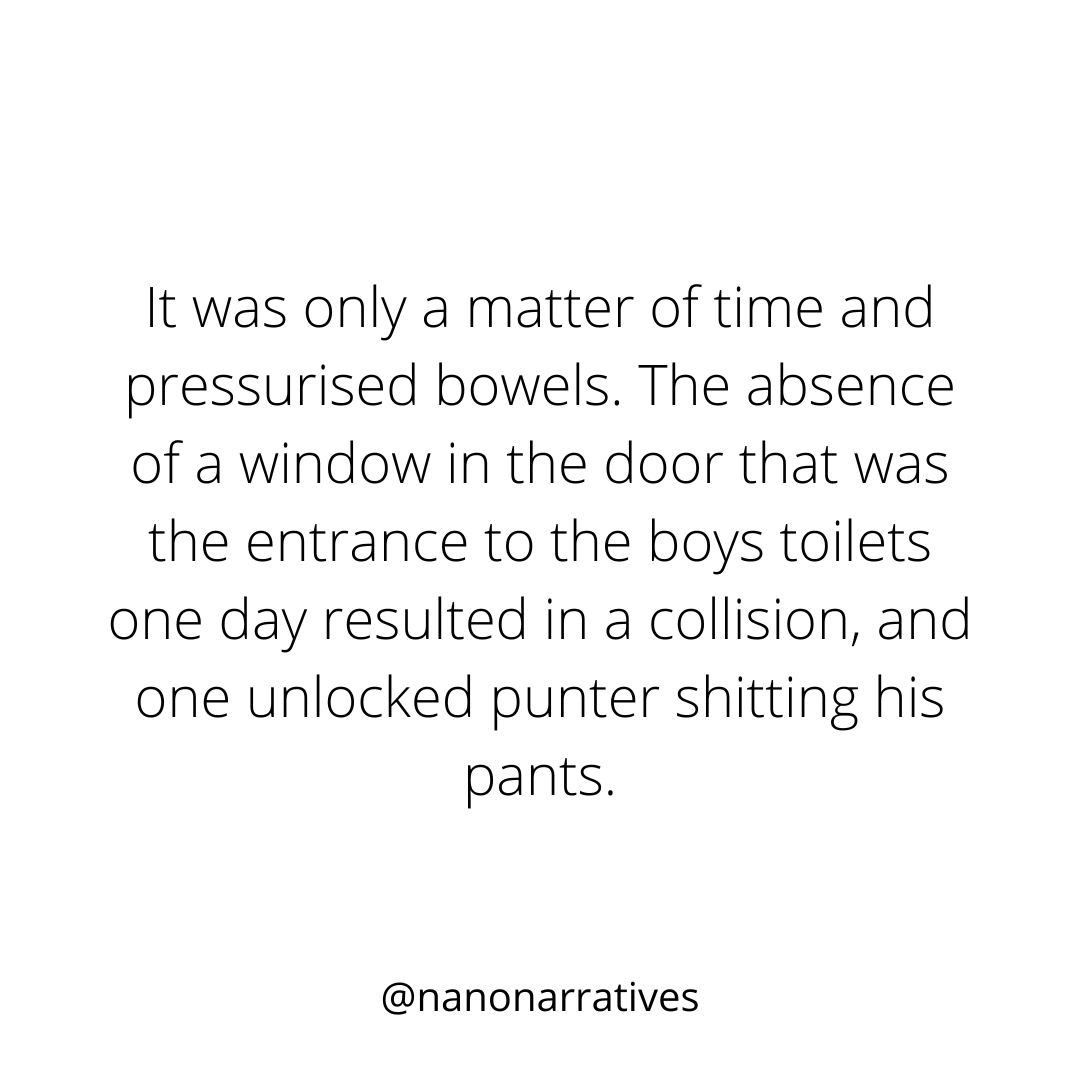 It was only a matter of time and
pressurised bowels. The absence
of a window in the door that was
the entrance to the boys toilets
one day resulted in a collision, and
one unlocked punter shitting his
pants.
@nanonarratives